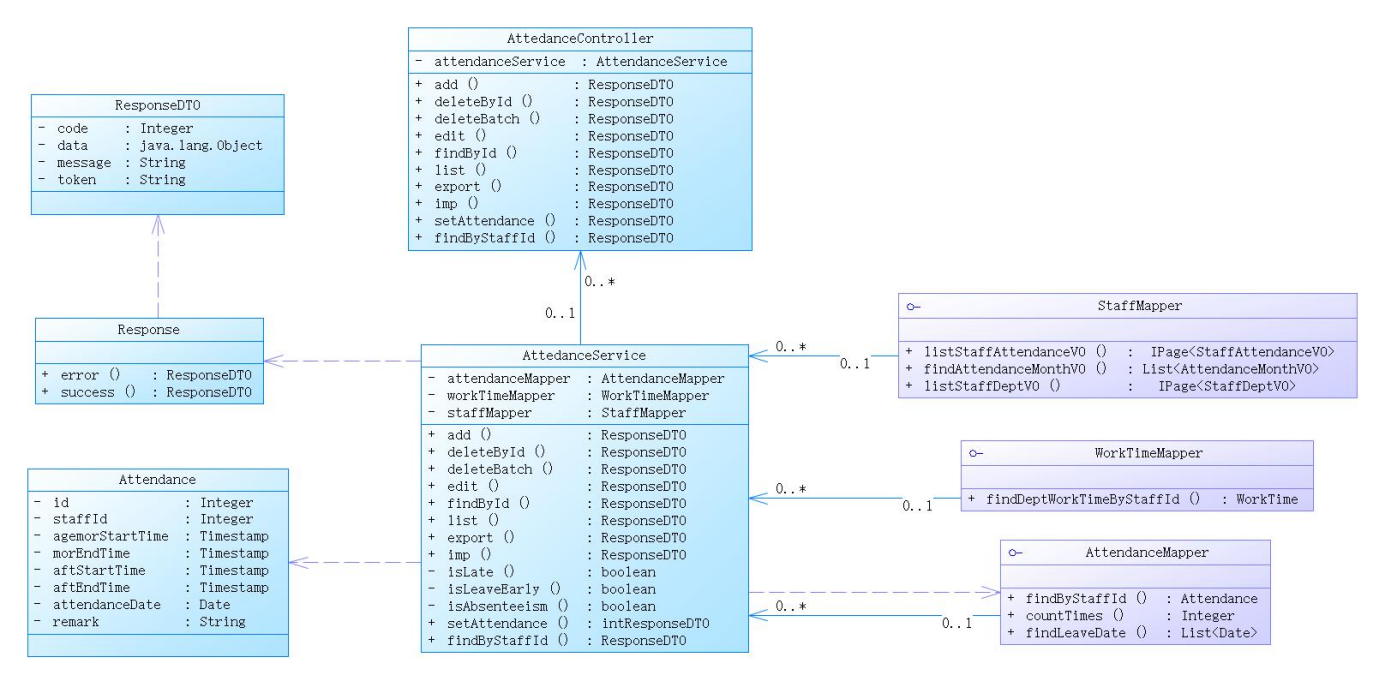 AttedanceController
- attendanceService : AttendanceService
+ add () : ResponseDTO
+ deleteById () : ResponseDTO
+ deleteBatch () : ResponseDTO
+ edit () : ResponseDTO
+ findById () : ResponseDTO
+ list () : ResponseDTO
+ export () : ResponseDTO
+ imp () : ResponseDTO
+ setAttendance () : ResponseDTO
+ findByStaffId () : ResponseDTO
ResponseDTO
- code : Integer
- data : java.lang.Object
- message : String
- token : String
0..*
0..1
Response
+ error () : ResponseDTO
+ success () : ResponseDTO
AttedanceService
- attendanceMapper : AttendanceMapper
- workTimeMapper : WorkTimeMapper
- staffMapper : StaffMapper
+ add () : ResponseDTO
+ deleteById () : ResponseDTO
+ deleteBatch () : ResponseDTO
+ edit () : ResponseDTO
+ findById () : ResponseDTO
+ list () : ResponseDTO
+ export () : ResponseDTO
+ imp () : ResponseDTO
- isLate () : boolean
- isLeaveEarly () : boolean
- isAbsenteeism () : boolean
+ setAttendance () : intResponseDTO
+ findByStaffId () : ResponseDTO
Attendance
- id : Integer
- staffId : Integer
- agemorStartTime : Timestamp
- morEndTime : Timestamp
- aftStartTime : Timestamp
- aftEndTime : Timestamp
- attendanceDate : Date
- remark : String
StaffMapper
+ listStaffAttendanceVO () : IPage<StaffAttendanceVO>
+ findAttendanceMonthVO () : List<AttendanceMonthVO>
+ listStaffDeptVO () : IPage<StaffDeptVO>
0..*
0..1
WorkTimeMapper
+ findDeptWorkTimeByStaffId () : WorkTime
0..*
0..1
AttendanceMapper
+ findByStaffId () : Attendance
+ countTimes () : Integer
+ findLeaveDate () : List<Date>
0..*
0..1